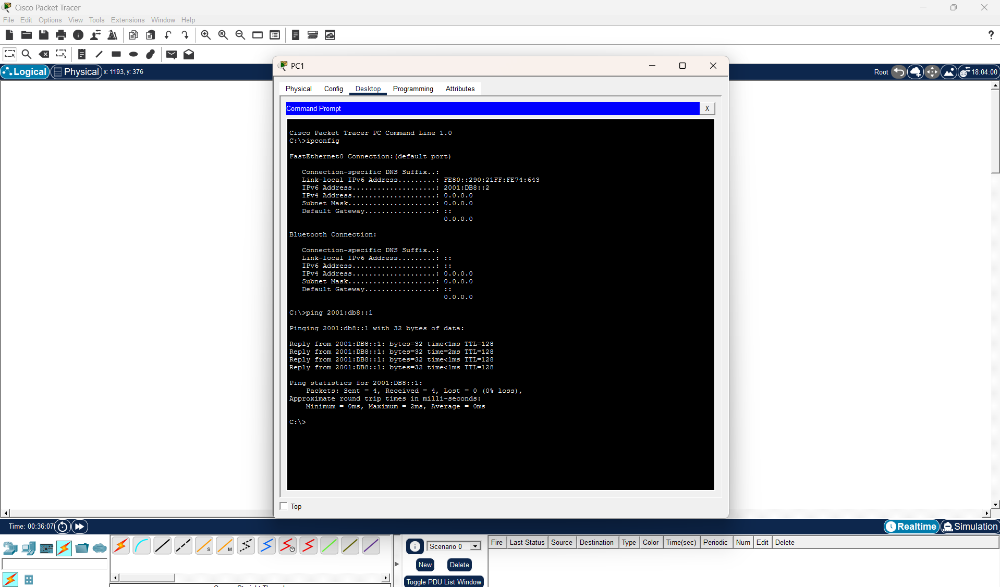 Cisco Packet Tracer
File Edit Options View Tools Extensions Window Help
?
Logical Physical x: 1193, y: 376
Root 18:04:00
PC1
Physical Config Desktop Programming Attributes
Command Prompt X
Cisco Packet Tracer PC Command Line 1.0
C:\>ipconfig
FastEthernet0 Connection:(default port)
Connection-specific DNS Suffix..:
Link-local IPv6 Address.........: FE80::290:21FF:FE74:643
IPv6 Address....................: 2001:DB8::2
IPv4 Address....................: 0.0.0.0
Subnet Mask.....................: 0.0.0.0
Default Gateway.................: ::
0.0.0.0
Bluetooth Connection:
Connection-specific DNS Suffix..:
Link-local IPv6 Address.........: ::
IPv6 Address....................: ::
IPv4 Address....................: 0.0.0.0
Subnet Mask.....................: 0.0.0.0
Default Gateway.................: ::
0.0.0.0
C:\>ping 2001:db8::1
Pinging 2001:db8::1 with 32 bytes of data:
Reply from 2001:DB8::1: bytes=32 time<1ms TTL=128
Reply from 2001:DB8::1: bytes=32 time=2ms TTL=128
Reply from 2001:DB8::1: bytes=32 time<1ms TTL=128
Reply from 2001:DB8::1: bytes=32 time<1ms TTL=128
Ping statistics for 2001:DB8::1:
Packets: Sent = 4, Received = 4, Lost = 0 (0% loss),
Approximate round trip times in milli-seconds:
Minimum = 0ms, Maximum = 2ms, Average = 0ms
C:\>
Top
Time: 00:36:07
Realtime Simulation
S M
Scenario 0
New Delete
Toggle PDU List Window
Fire Last Status Source Destination Type Color Time(sec) Periodic Num Edit Delete